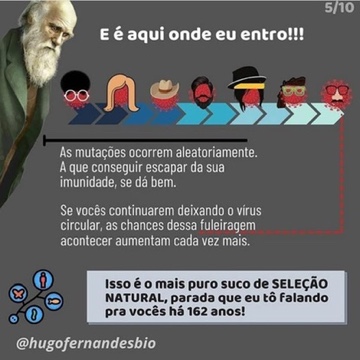 5/10
E é aqui onde eu entro!!!
As mutações ocorrem aleatoriamente.
A que conseguir escapar da sua
imunidade, se dá bem.
Se vocês continuarem deixando o vírus
circular, as chances dessa fuleiragem
acontecer aumentam cada vez mais.
Isso é o mais puro suco de SELEÇÃO
NATURAL, parada que eu tô falando
pra vocês há 162 anos!
@hugofernandesbio